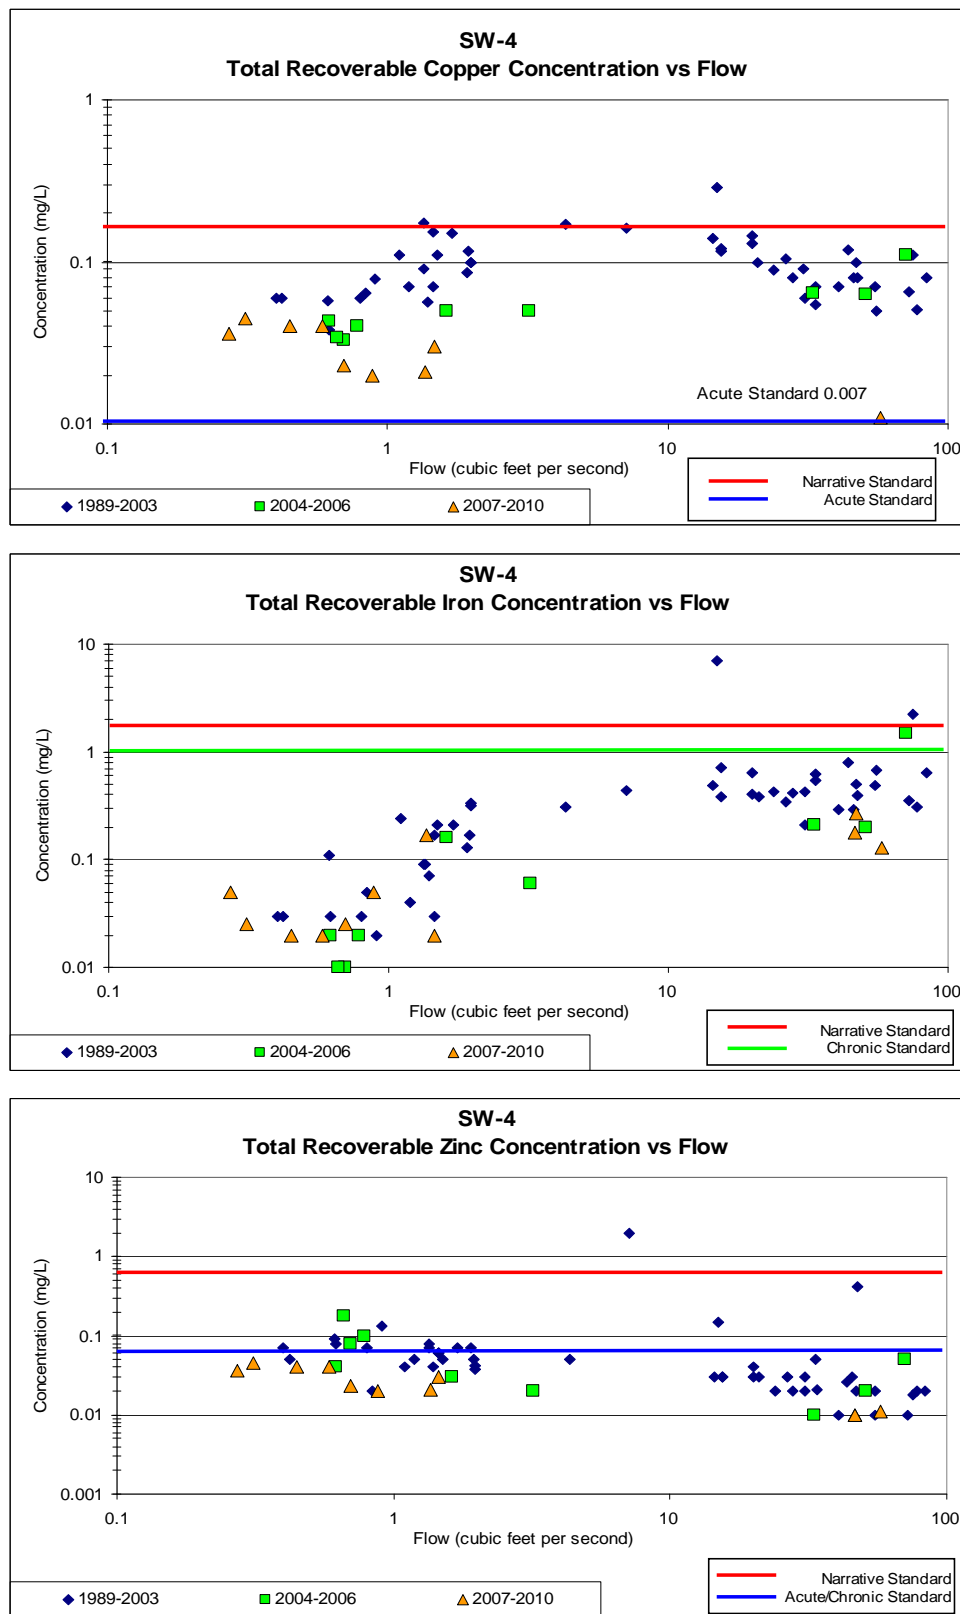 SW-4
Total Recoverable Copper Concentration vs Flow
1
0.1
0.01
0.1
1
10
100
Concentration (mg/L)
Acute Standard 0.007
Flow (cubic feet per second)
1989-2003
2004-2006
2007-2010
Narrative Standard
Acute Standard
SW-4
Total Recoverable Iron Concentration vs Flow
10
1
0.1
0.01
0.1
1
10
100
Concentration (mg/L)
Flow (cubic feet per second)
1989-2003
2004-2006
2007-2010
Narrative Standard
Chronic Standard
SW-4
Total Recoverable Zinc Concentration vs Flow
10
1
0.1
0.01
0.001
0.1
1
10
100
Concentration (mg/L)
Flow (cubic feet per second)
1989-2003
2004-2006
2007-2010
Narrative Standard
Acute/Chronic Standard